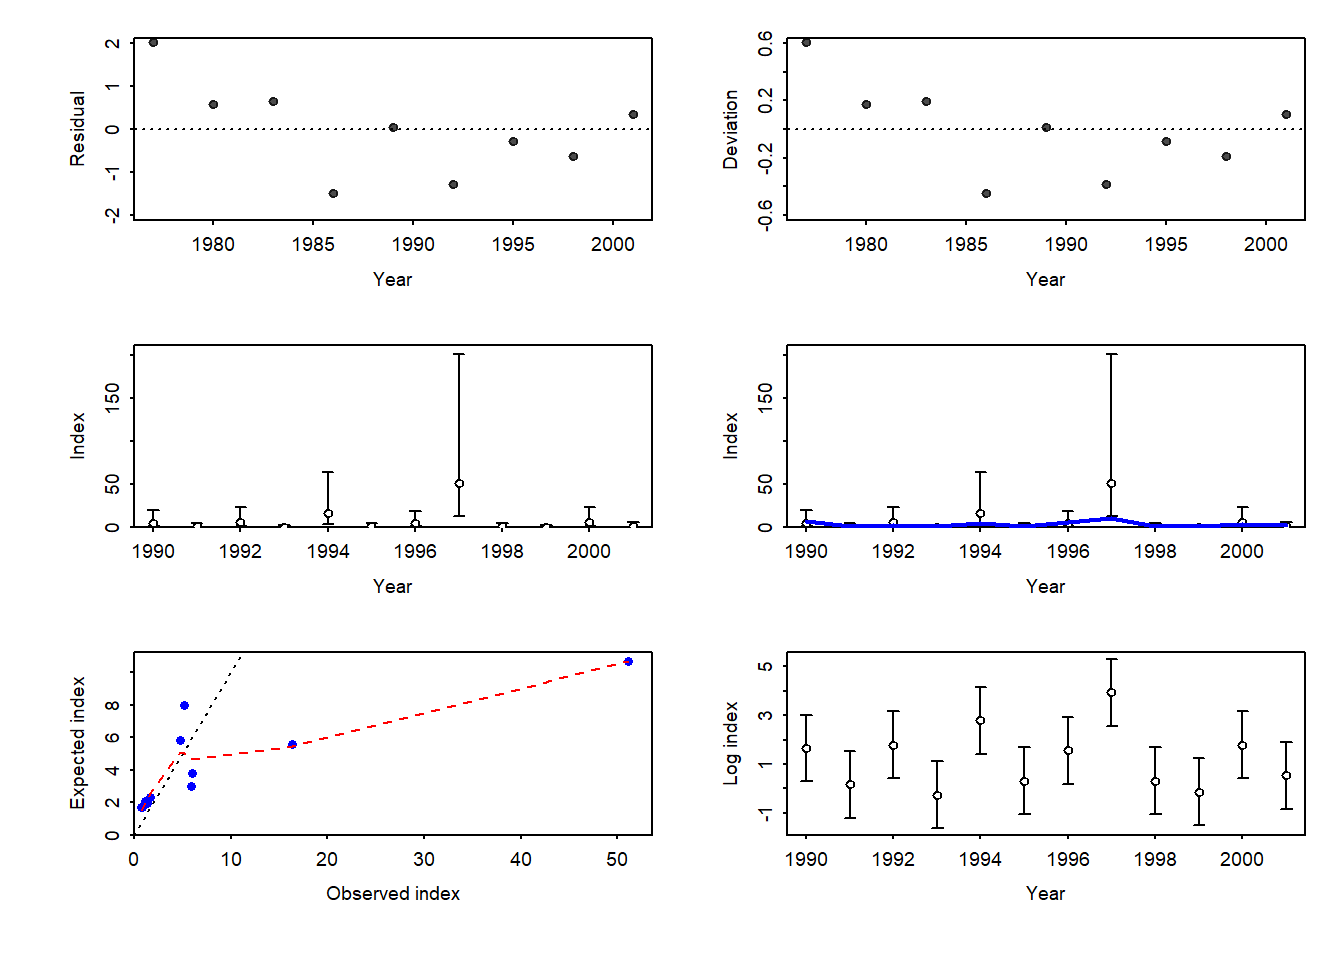 Residual
2
1
0
-1
-2
1980 1985 1990 1995 2000
Year
Deviation
0.6
0.2
-0.2
-0.6
1980 1985 1990 1995 2000
Year
Index
150
50
0
1990 1992 1994 1996 1998 2000
Year
Index
150
50
0
1990 1992 1994 1996 1998 2000
Year
Expected index
8
6
4
2
0
0 10 20 30 40 50
Observed index
Log index
5
3
1
-1
1990 1992 1994 1996 1998 2000
Year